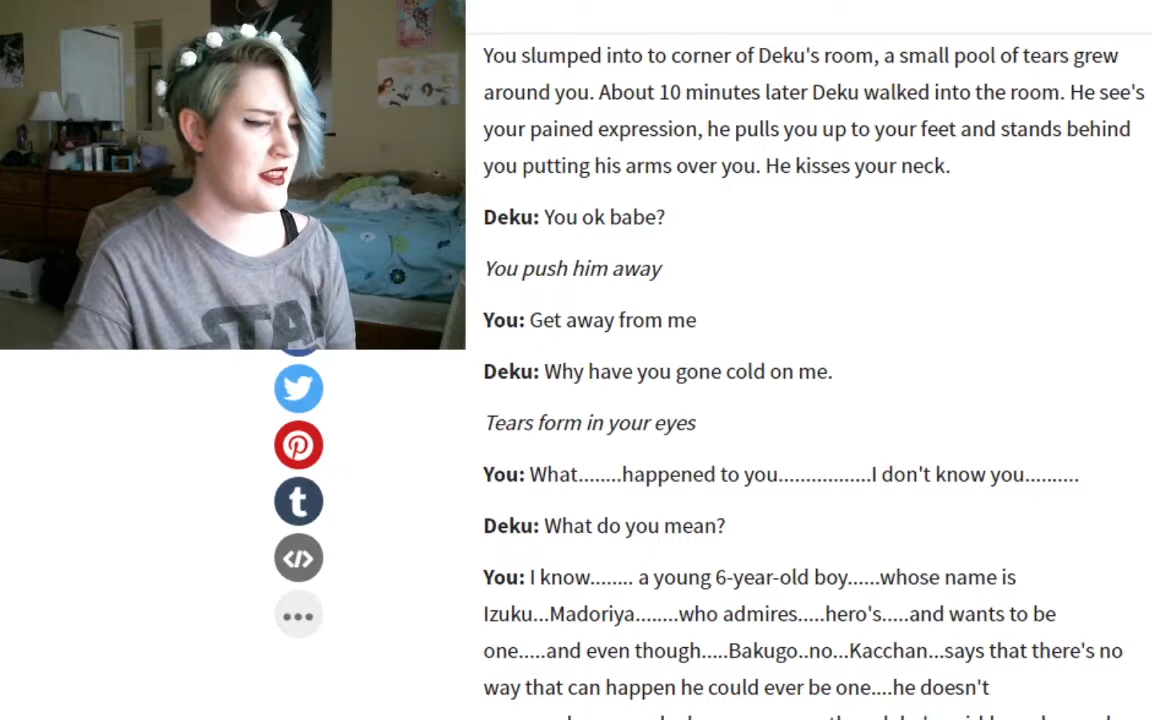 You slumped into to corner of Deku's room, a small pool of tears grew
around you. About 10 minutes later Deku walked into the room. He see's
your pained expression, he pulls you up to your feet and stands behind
you putting his arms over you. He kisses your neck.
Deku: You ok babe?
You push him away
You: Get away from me
Deku: Why have you gone cold on me.
Tears form in your eyes
You: What........happened to you.................I don't know you..........
Deku: What do you mean?
You: I know........ a young 6-year-old boy......whose name is
Izuku...Madoriya........who admires.....hero's.....and wants to be
one.....and even though.....Bakugo..no...Kacchan...says that there's no
way that can happen he could ever be one....he doesn't
STAR